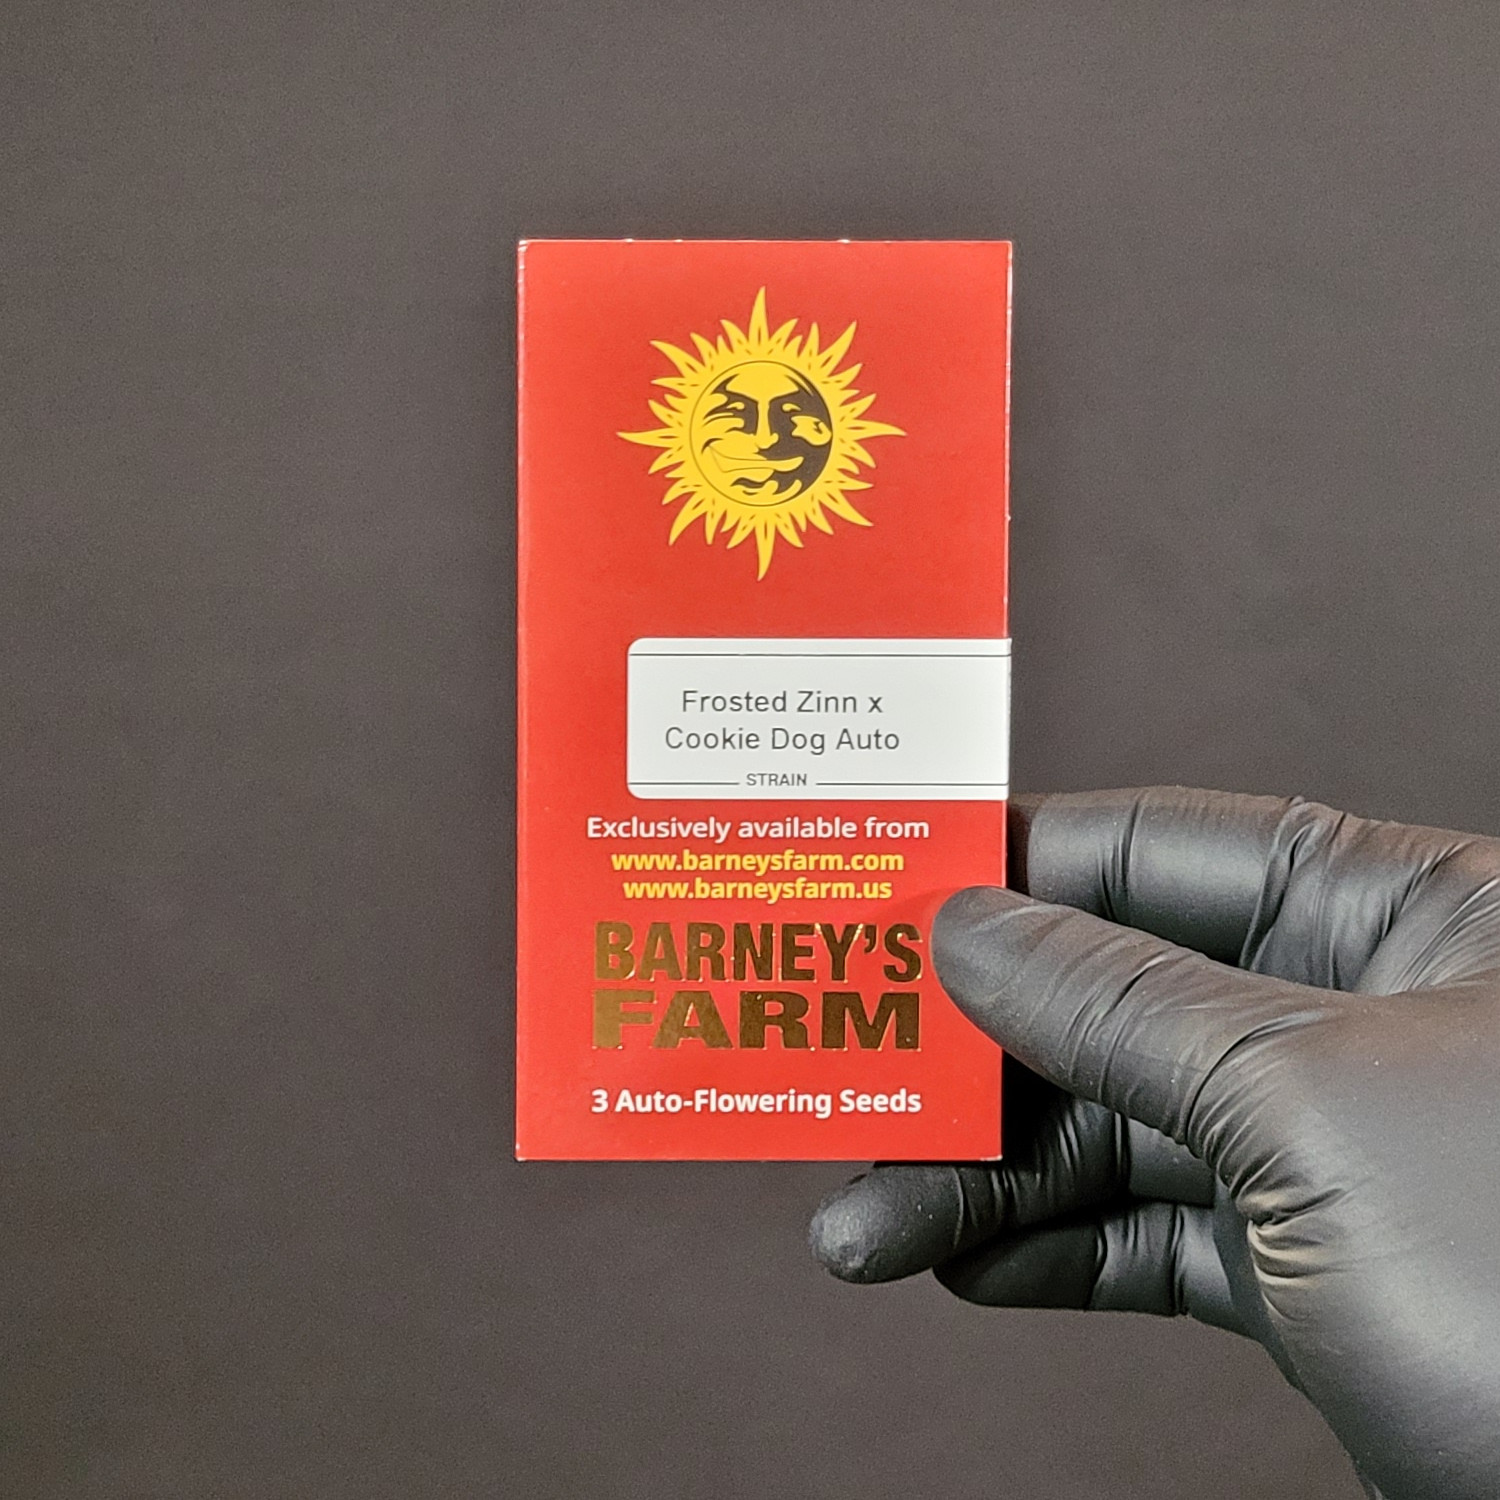 Frosted Zinn x
Cookie Dog Auto
STRAIN
Exclusively available from
www.barneysfarm.com
www.barneysfarm.us
BARNEY'S
FARM
3 Auto-Flowering Seeds